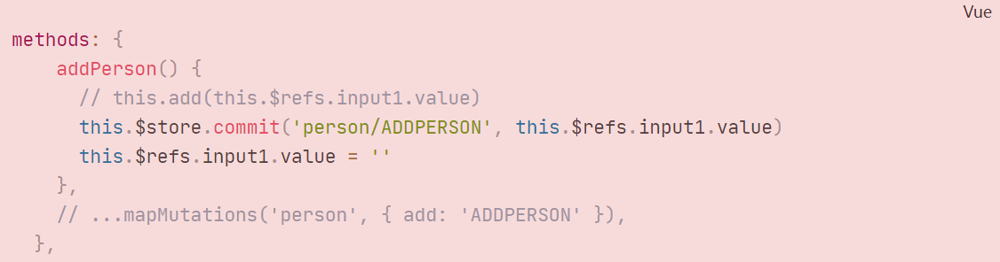 Vue
methods: {
    addPerson() {
      // this.add(this.$refs.input1.value)
      this.$store.commit('person/ADDPERSON', this.$refs.input1.value)
      this.$refs.input1.value = ''
    },
    // ...mapMutations('person', { add: 'ADDPERSON' }),
  },